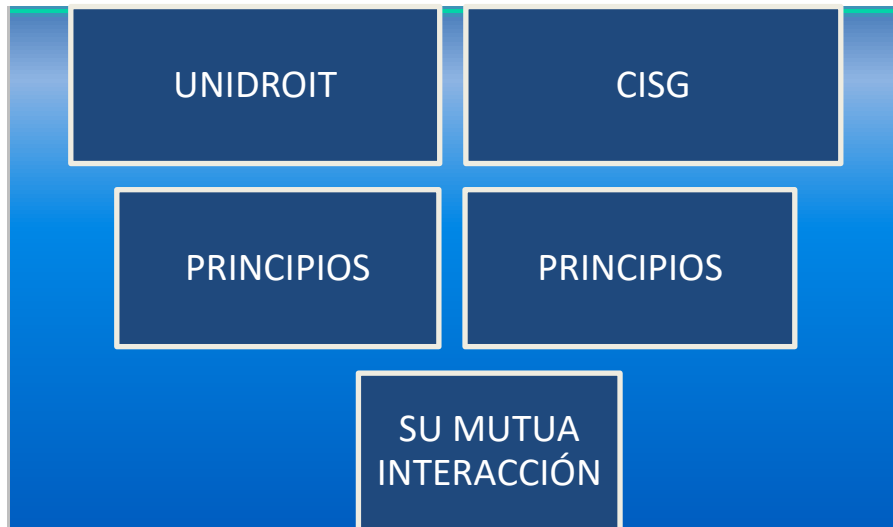 UNIDROIT
CISG
PRINCIPIOS
PRINCIPIOS
SU MUTUA
INTERACCIÓN